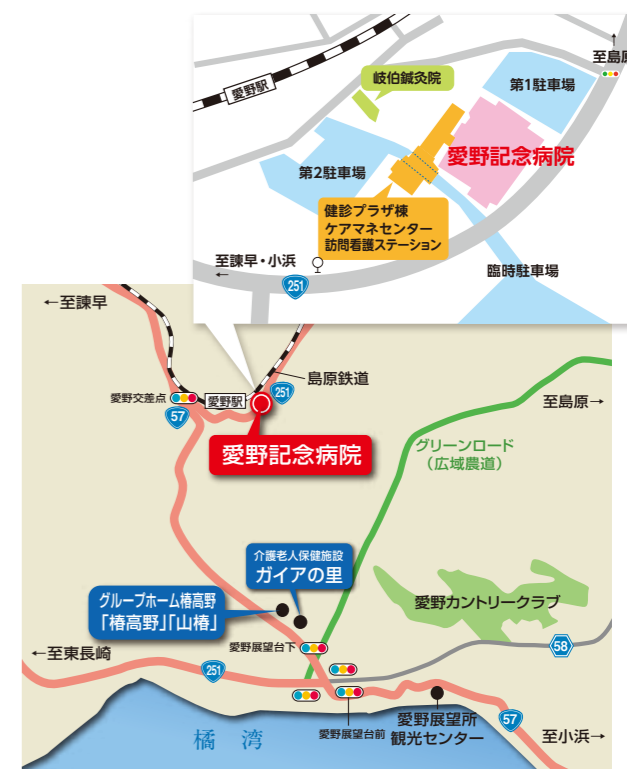 ↑
至島原
愛野駅
岐伯鍼灸院
第1駐車場
愛野記念病院
第2駐車場
健診プラザ棟
ケアマネセンター
訪問看護ステーション
至諫早・小浜
←
臨時駐車場
251
←至諫早
島原鉄道
愛野交差点
愛野駅
251
57
至島原→
愛野記念病院
グリーンロード
（広域農道）
介護老人保健施設
ガイアの里
グループホーム椿高野
「椿高野」「山椿」
愛野カントリークラブ
愛野展望台下
58
←至東長崎
251
橘湾
愛野展望台前
愛野展望所
観光センター
57
至小浜→